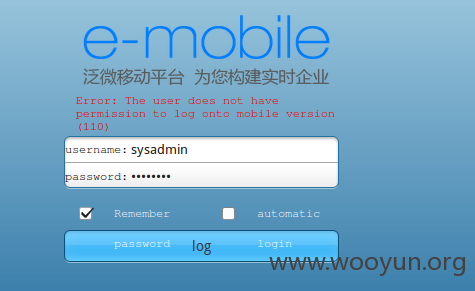 e-mobile
泛微移动平台 为您构建实时企业
Error: The user does not have
permission to log onto mobile version
(110)
username: sysadmin
password: ••••••••
Remember automatic
password log login
www.wooyun.org